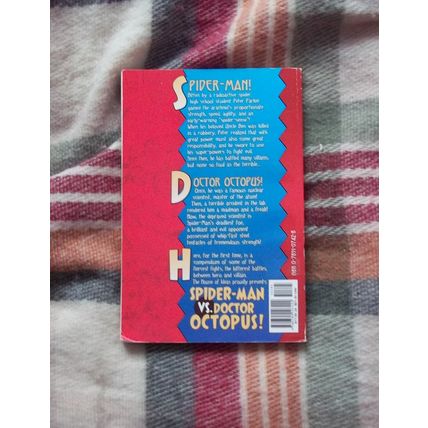 SPIDER-MAN!
Bitten by a radioactive spider,
high school student Peter Parker
gained the arachnid's proportionate
strength, speed, agility, and an
early-warning "spider-sense"!
When his beloved Uncle Ben was killed
in a robbery, Peter realized that with
great power must also come great
responsibility, and he swore to use
his super-powers to fight evil.
Since then, he has battled many villains,
but none so foul as the terrible...
DOCTOR OCTOPUS!
Once, he was a famous nuclear
scientist, master of the atom!
Then, a terrible accident in the lab
rendered him a madman and a freak!
Now, the depraved scientist is
Spider-Man's deadliest foe,
a brilliant and evil opponent
possessed of whip-fast steel
tentacles of tremendous strength!
Here, for the first time, is a
compendium of some of the
fiercest fights, the bitterest battles,
between hero and villain.
The House of Ideas proudly presents
SPIDER-MAN
VS. DOCTOR
OCTOPUS!
ISBN 0-7851-0742-8